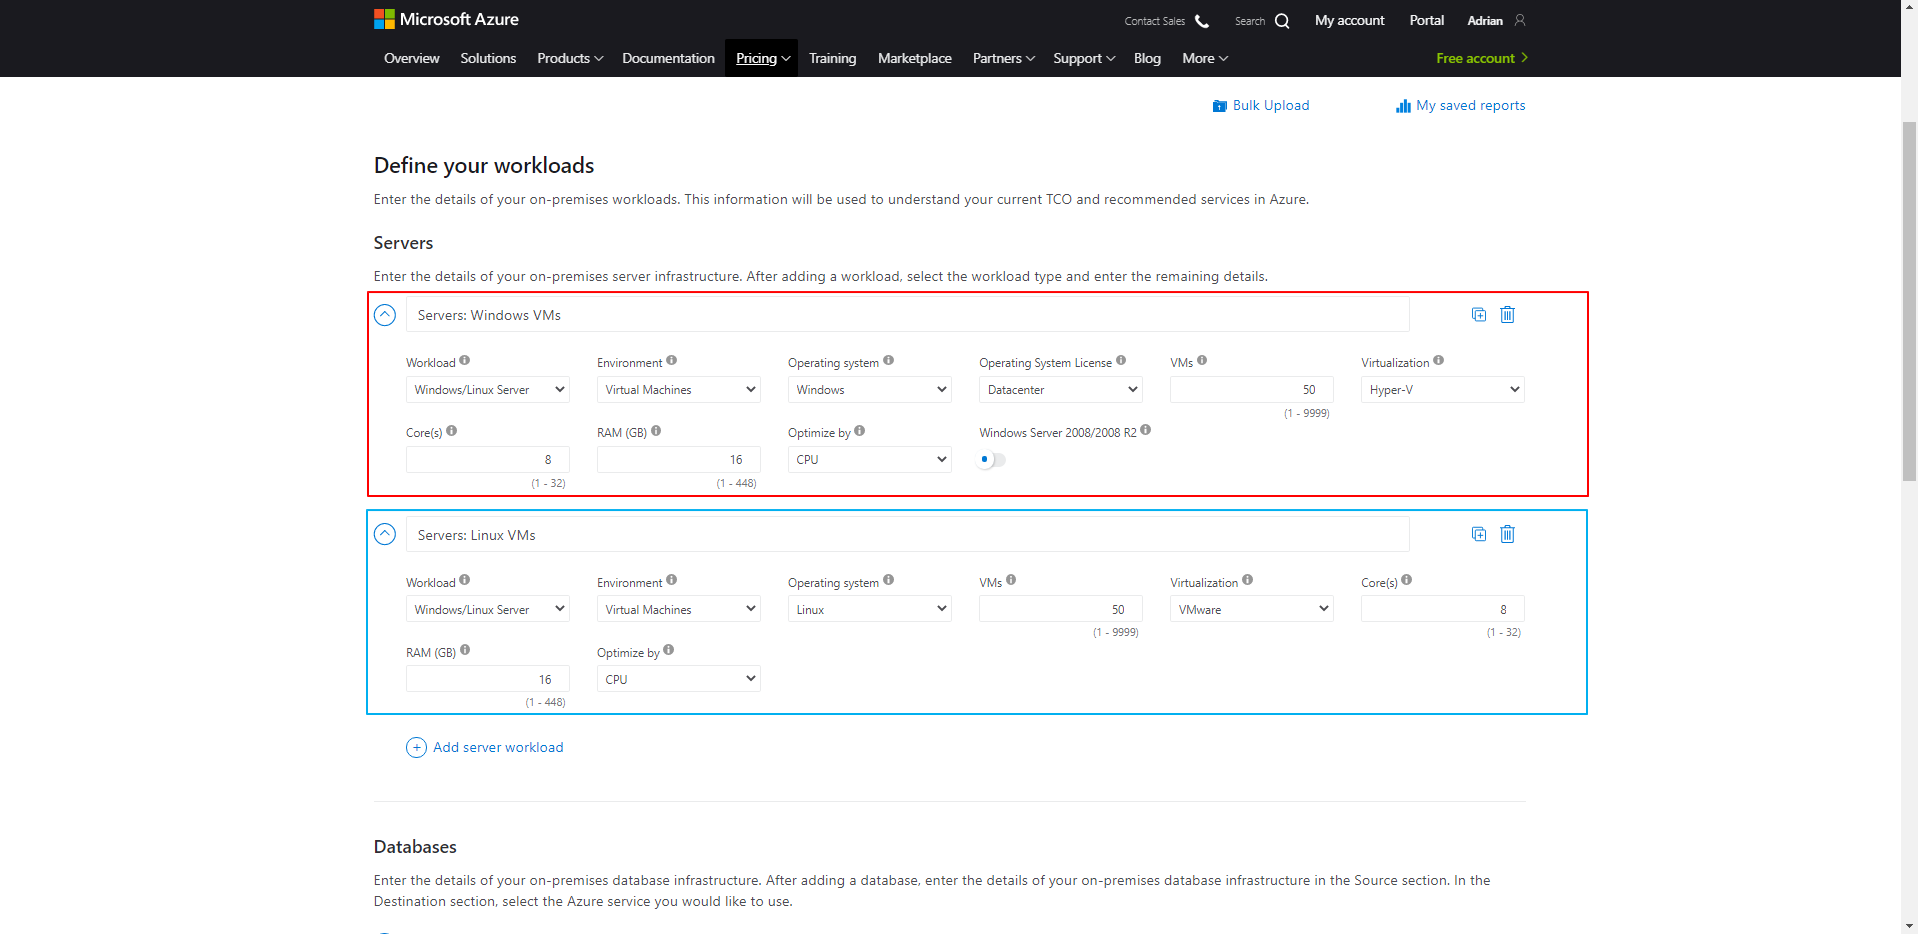 Microsoft Azure
Contact Sales Search My account Portal Adrian
Overview Solutions Products Documentation Pricing Training Marketplace Partners Support Blog More Free account
Bulk Upload My saved reports
Define your workloads
Enter the details of your on-premises workloads. This information will be used to understand your current TCO and recommended services in Azure.
Servers
Enter the details of your on-premises server infrastructure. After adding a workload, select the workload type and enter the remaining details.
Servers: Windows VMs
Workload Environment Operating system Operating System License VMs Virtualization
Windows/Linux Server Virtual Machines Windows Datacenter 50 Hyper-V
(1 - 9999)
Core(s) RAM (GB) Optimize by Windows Server 2008/2008 R2
8 16 CPU
(1 - 32) (1 - 448)
Servers: Linux VMs
Workload Environment Operating system VMs Virtualization Core(s)
Windows/Linux Server Virtual Machines Linux 50 VMware 8
(1 - 9999) (1 - 32)
RAM (GB) Optimize by
16 CPU
(1 - 448)
Add server workload
Databases
Enter the details of your on-premises database infrastructure. After adding a database, enter the details of your on-premises database infrastructure in the Source section. In the
Destination section, select the Azure service you would like to use.